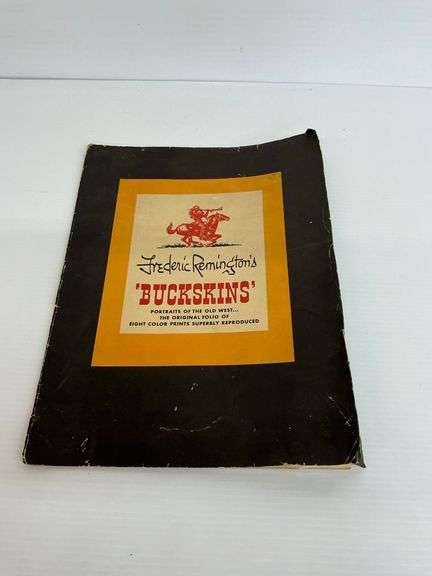 Frederic Remington's
'BUCKSKINS'
PORTRAITS OF THE OLD WEST...
THE ORIGINAL FOLIO OF
EIGHT COLOR PRINTS SUPERBLY REPRODUCED